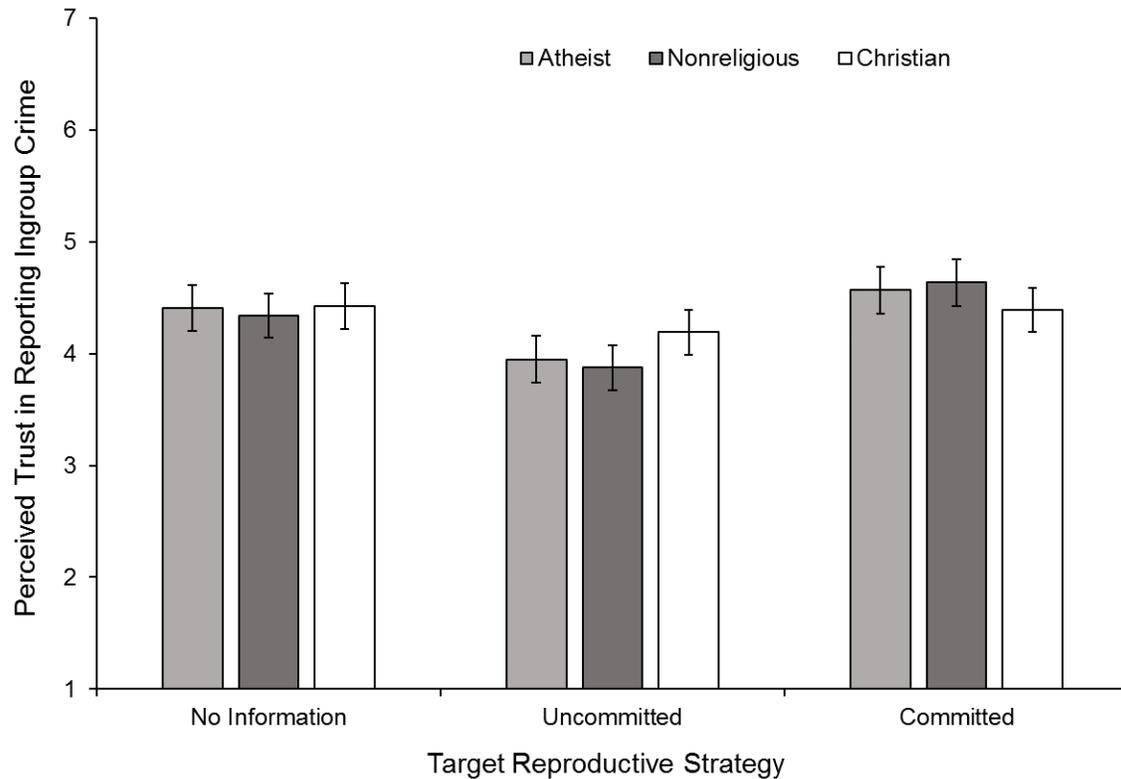 7
Atheist Nonreligious Christian
6
5
4
3
2
1
Perceived Trust in Reporting Ingroup Crime
No Information Uncommitted Committed
Target Reproductive Strategy